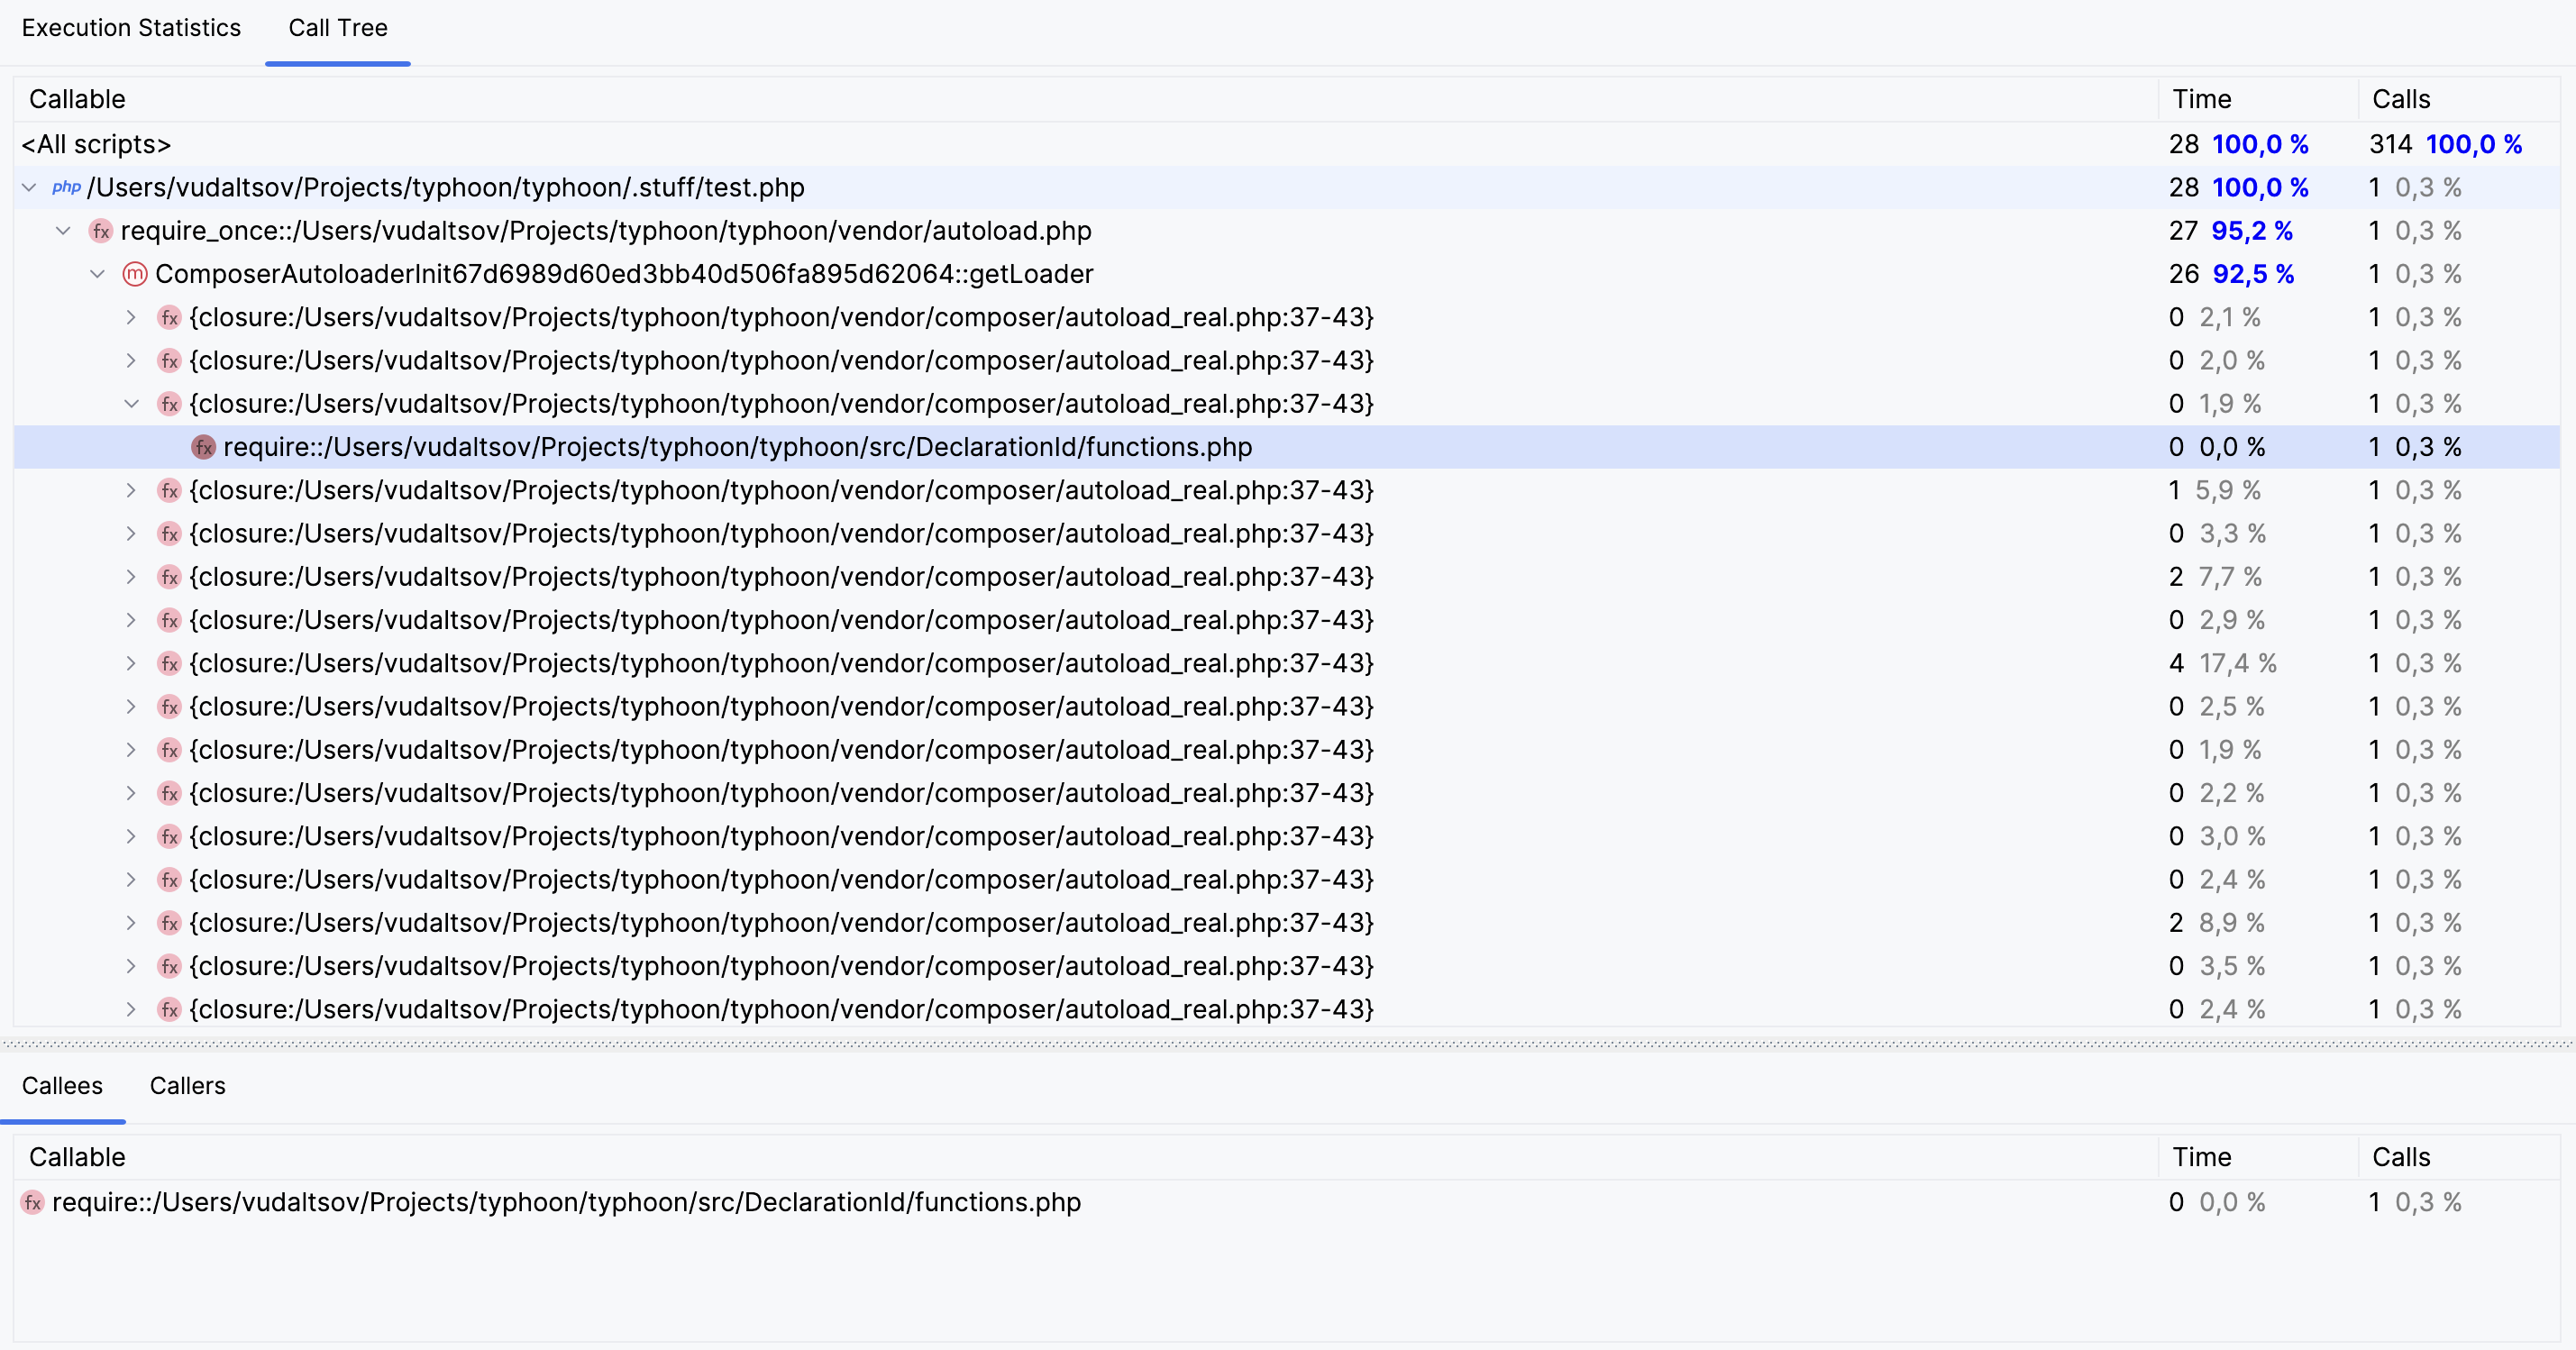 Execution Statistics Call Tree
Callable Time Calls
<All scripts> 28 100,0 % 314 100,0 %
php /Users/vudaltsov/Projects/typhoon/typhoon/.stuff/test.php 28 100,0 % 1 0,3 %
fx require_once::/Users/vudaltsov/Projects/typhoon/typhoon/vendor/autoload.php 27 95,2 % 1 0,3 %
m ComposerAutoloaderInit67d6989d60ed3bb40d506fa895d62064::getLoader 26 92,5 % 1 0,3 %
fx {closure:/Users/vudaltsov/Projects/typhoon/typhoon/vendor/composer/autoload_real.php:37-43} 0 2,1 % 1 0,3 %
fx {closure:/Users/vudaltsov/Projects/typhoon/typhoon/vendor/composer/autoload_real.php:37-43} 0 2,0 % 1 0,3 %
fx {closure:/Users/vudaltsov/Projects/typhoon/typhoon/vendor/composer/autoload_real.php:37-43} 0 1,9 % 1 0,3 %
fx require::/Users/vudaltsov/Projects/typhoon/typhoon/src/DeclarationId/functions.php 0 0,0 % 1 0,3 %
fx {closure:/Users/vudaltsov/Projects/typhoon/typhoon/vendor/composer/autoload_real.php:37-43} 1 5,9 % 1 0,3 %
fx {closure:/Users/vudaltsov/Projects/typhoon/typhoon/vendor/composer/autoload_real.php:37-43} 0 3,3 % 1 0,3 %
fx {closure:/Users/vudaltsov/Projects/typhoon/typhoon/vendor/composer/autoload_real.php:37-43} 2 7,7 % 1 0,3 %
fx {closure:/Users/vudaltsov/Projects/typhoon/typhoon/vendor/composer/autoload_real.php:37-43} 0 2,9 % 1 0,3 %
fx {closure:/Users/vudaltsov/Projects/typhoon/typhoon/vendor/composer/autoload_real.php:37-43} 4 17,4 % 1 0,3 %
fx {closure:/Users/vudaltsov/Projects/typhoon/typhoon/vendor/composer/autoload_real.php:37-43} 0 2,5 % 1 0,3 %
fx {closure:/Users/vudaltsov/Projects/typhoon/typhoon/vendor/composer/autoload_real.php:37-43} 0 1,9 % 1 0,3 %
fx {closure:/Users/vudaltsov/Projects/typhoon/typhoon/vendor/composer/autoload_real.php:37-43} 0 2,2 % 1 0,3 %
fx {closure:/Users/vudaltsov/Projects/typhoon/typhoon/vendor/composer/autoload_real.php:37-43} 0 3,0 % 1 0,3 %
fx {closure:/Users/vudaltsov/Projects/typhoon/typhoon/vendor/composer/autoload_real.php:37-43} 0 2,4 % 1 0,3 %
fx {closure:/Users/vudaltsov/Projects/typhoon/typhoon/vendor/composer/autoload_real.php:37-43} 2 8,9 % 1 0,3 %
fx {closure:/Users/vudaltsov/Projects/typhoon/typhoon/vendor/composer/autoload_real.php:37-43} 0 3,5 % 1 0,3 %
fx {closure:/Users/vudaltsov/Projects/typhoon/typhoon/vendor/composer/autoload_real.php:37-43} 0 2,4 % 1 0,3 %
Callees Callers
Callable Time Calls
fx require::/Users/vudaltsov/Projects/typhoon/typhoon/src/DeclarationId/functions.php 0 0,0 % 1 0,3 %